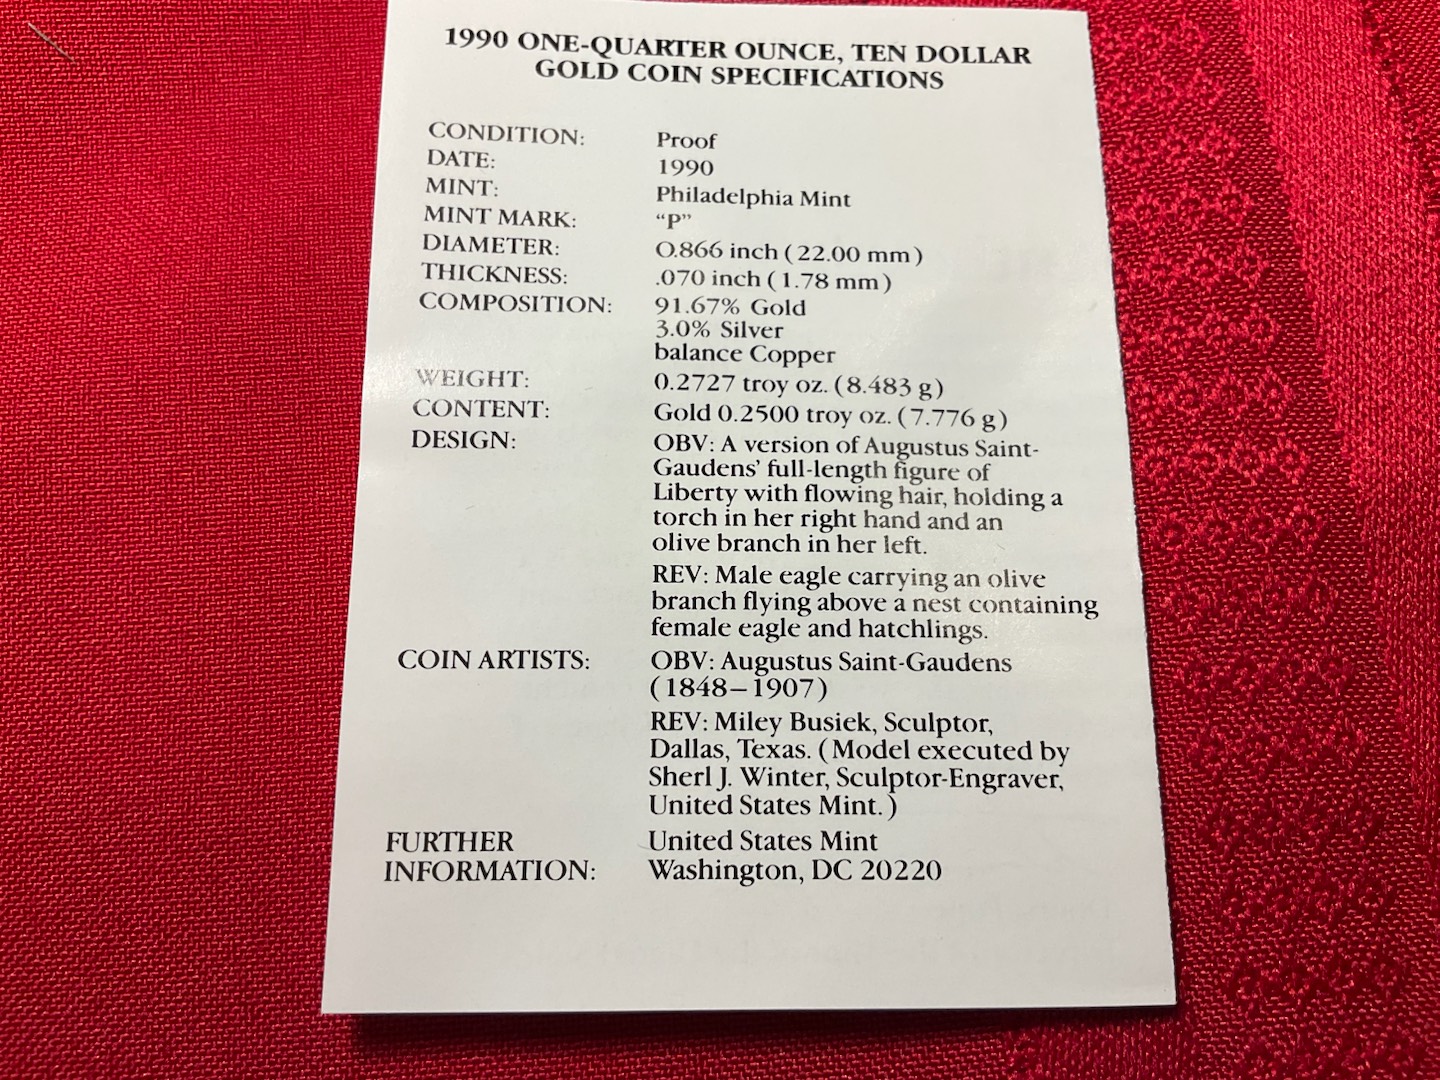 1990 ONE-QUARTER OUNCE, TEN DOLLAR
GOLD COIN SPECIFICATIONS
CONDITION: Proof
DATE: 1990
MINT: Philadelphia Mint
MINT MARK: “P”
DIAMETER: 0.866 inch (22.00 mm)
THICKNESS: .070 inch (1.78 mm)
COMPOSITION: 91.67% Gold
3.0% Silver
balance Copper
WEIGHT: 0.2727 troy oz. (8.483 g)
CONTENT: Gold 0.2500 troy oz. (7.776 g)
DESIGN: OBV: A version of Augustus Saint-
Gaudens’ full-length figure of
Liberty with flowing hair, holding a
torch in her right hand and an
olive branch in her left.
REV: Male eagle carrying an olive
branch flying above a nest containing
female eagle and hatchlings.
COIN ARTISTS: OBV: Augustus Saint-Gaudens
(1848–1907)
REV: Miley Busiek, Sculptor,
Dallas, Texas. (Model executed by
Sherl J. Winter, Sculptor-Engraver,
United States Mint.)
FURTHER United States Mint
INFORMATION: Washington, DC 20220